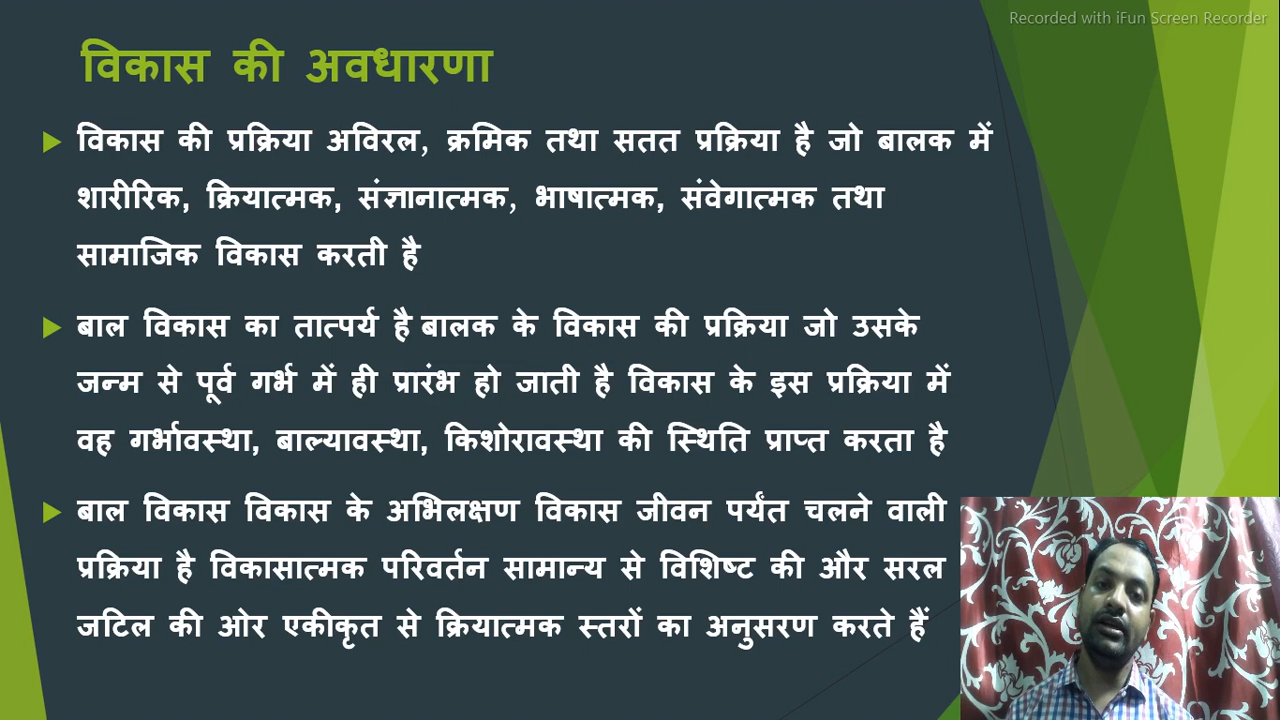 Recorded with iFun Screen Recorder
विकास की अवधारणा
विकास की प्रक्रिया अविरल, क्रमिक तथा सतत प्रक्रिया है जो बालक में
शारीरिक, क्रियात्मक, संज्ञानात्मक, भाषात्मक, संवेगात्मक तथा
सामाजिक विकास करती है
बाल विकास का तात्पर्य है बालक के विकास की प्रक्रिया जो उसके
जन्म से पूर्व गर्भ में ही प्रारंभ हो जाती है विकास के इस प्रक्रिया में
वह गर्भावस्था, बाल्यावस्था, किशोरावस्था की स्थिति प्राप्त करता है
बाल विकास विकास के अभिलक्षण विकास जीवन पर्यंत चलने वाली
प्रक्रिया है विकासात्मक परिवर्तन सामान्य से विशिष्ट की और सरल
जटिल की ओर एकीकृत से क्रियात्मक स्तरों का अनुसरण करते हैं